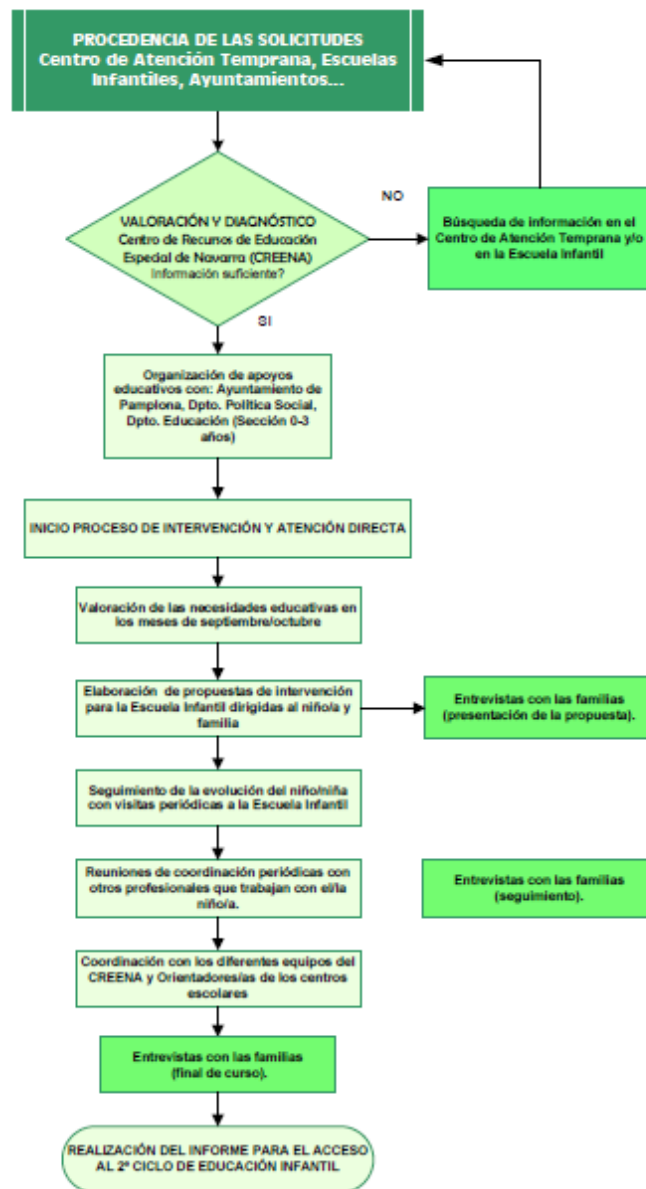 PROCEDENCIA DE LAS SOLICITUDES
Centro de Atención Temprana, Escuelas
Infantiles, Ayuntamientos...
NO
VALORACIÓN Y DIAGNÓSTICO
Centro de Recursos de Educación
Especial de Navarra (CREENA)
Información suficiente?
Búsqueda de información en el
Centro de Atención Temprana y/o
en la Escuela Infantil
SI
Organización de apoyos
educativos con: Ayuntamiento de
Pamplona, Dpto. Política Social,
Dpto. Educación (Sección 0-3
años)
INICIO PROCESO DE INTERVENCIÓN Y ATENCIÓN DIRECTA
Valoración de las necesidades educativas en
los meses de septiembre/octubre
Elaboración de propuestas de intervención
para la Escuela Infantil dirigidas al niño/a y
familia
Entrevistas con las familias
(presentación de la propuesta).
Seguimiento de la evolución del niño/niña
con visitas periódicas a la Escuela Infantil
Reuniones de coordinación periódicas con
otros profesionales que trabajan con el/la
niño/a.
Entrevistas con las familias
(seguimiento).
Coordinación con los diferentes equipos del
CREENA y Orientadores/as de los centros
escolares
Entrevistas con las familias
(final de curso).
REALIZACIÓN DEL INFORME PARA EL ACCESO
AL 2º CICLO DE EDUCACIÓN INFANTIL